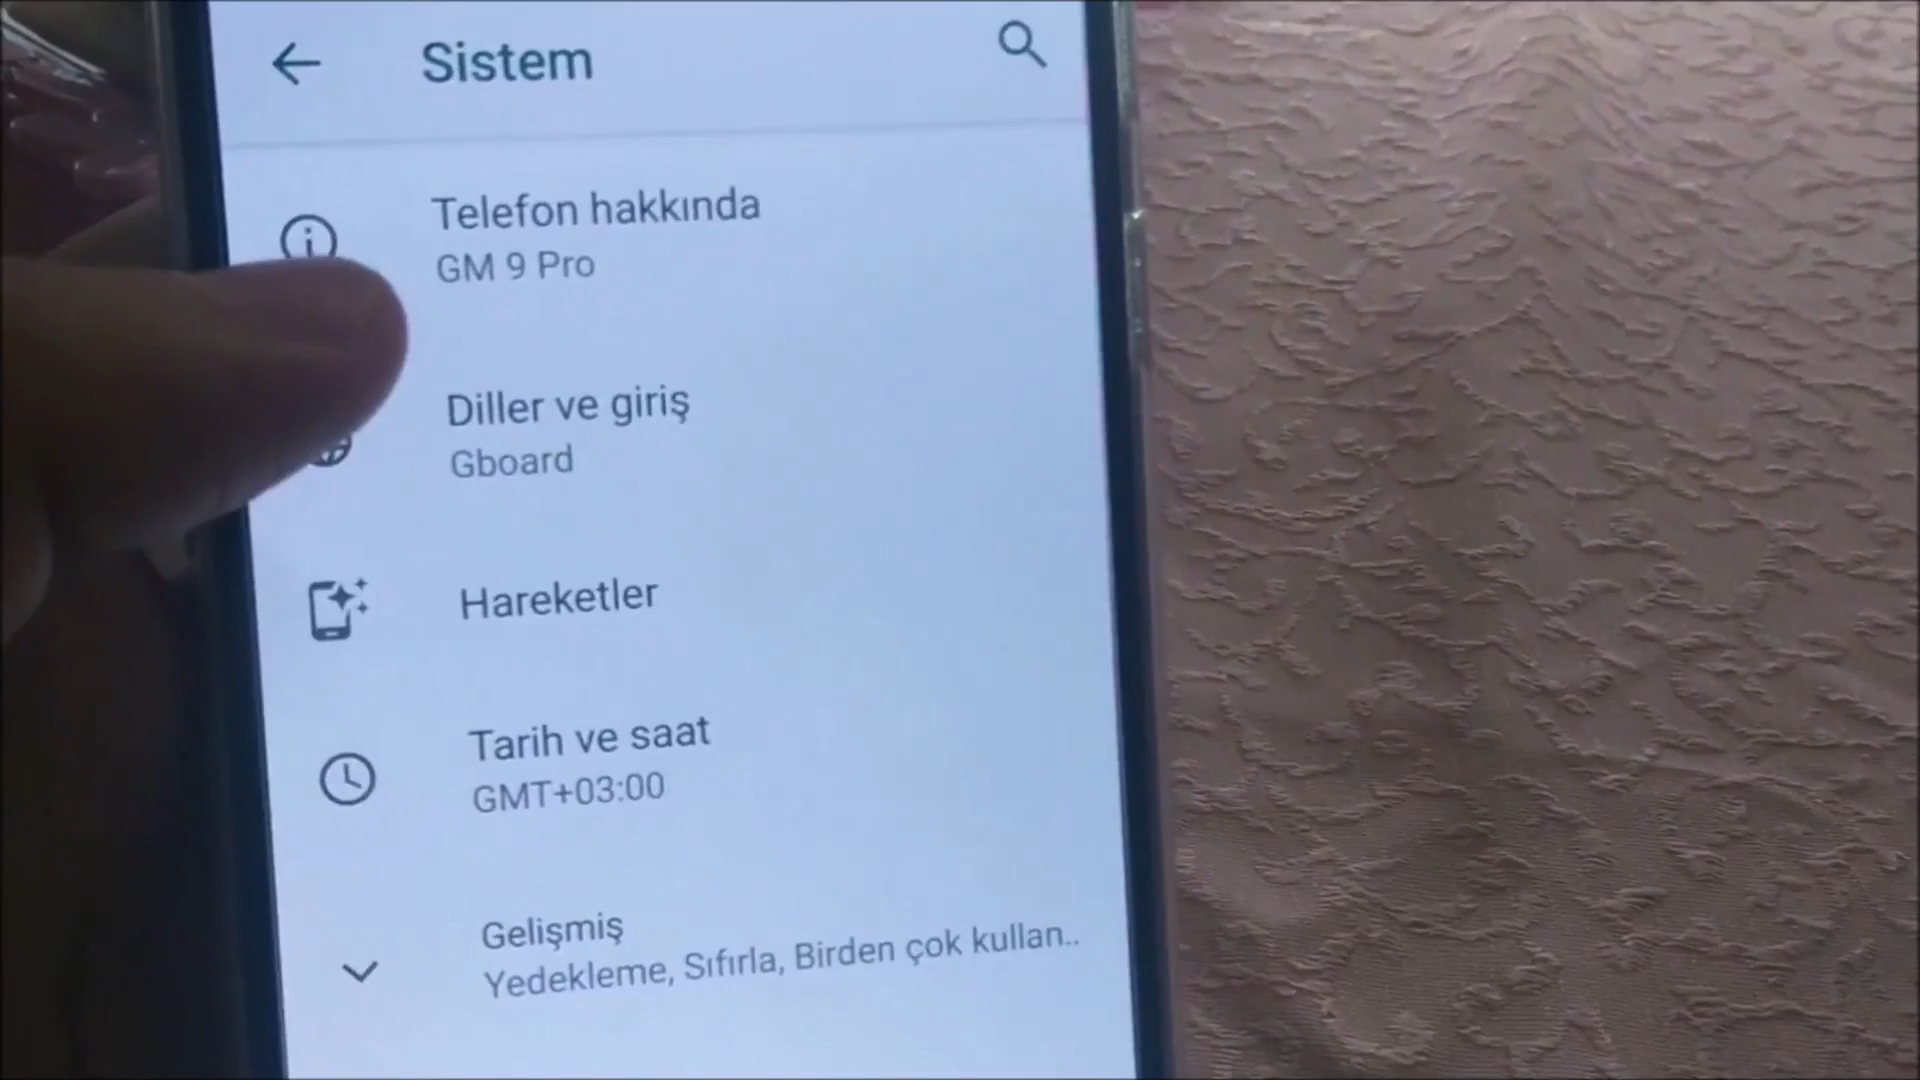 Sistem
Telefon hakkında
GM 9 Pro
Diller ve giriş
Gboard
Hareketler
Tarih ve saat
GMT+03:00
Gelişmiş
Yedekleme, Sıfırla, Birden çok kullan..